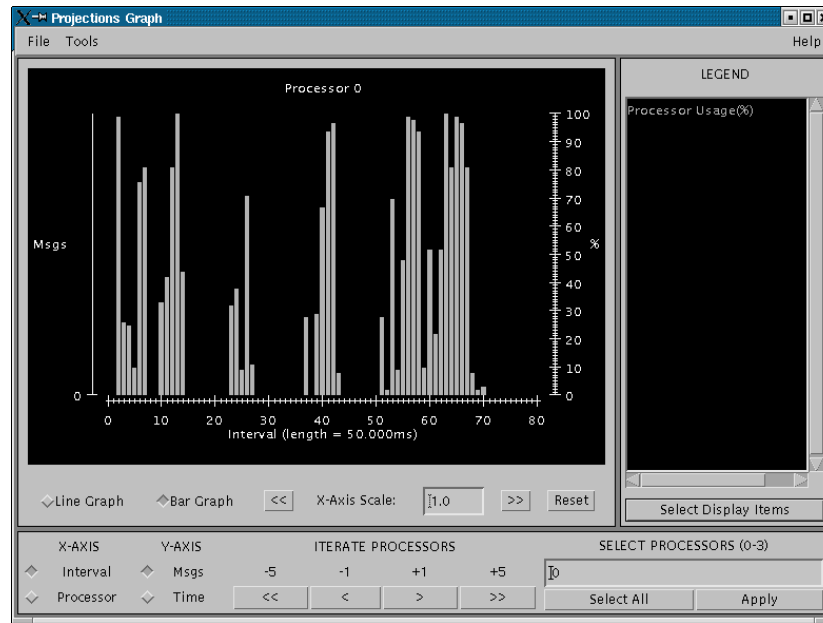 Projections Graph
File Tools Help
Processor 0
LEGEND
Processor Usage(%)
Msgs
0
100
90
80
70
60
50
%
40
30
20
10
0
0 10 20 30 40 50 60 70 80
Interval (length = 50.000ms)
Line Graph Bar Graph << X-Axis Scale: 1.0 >> Reset
Select Display Items
X-AXIS Y-AXIS ITERATE PROCESSORS SELECT PROCESSORS (0-3)
Interval Msgs -5 -1 +1 +5 0
Processor Time << < > >> Select All Apply